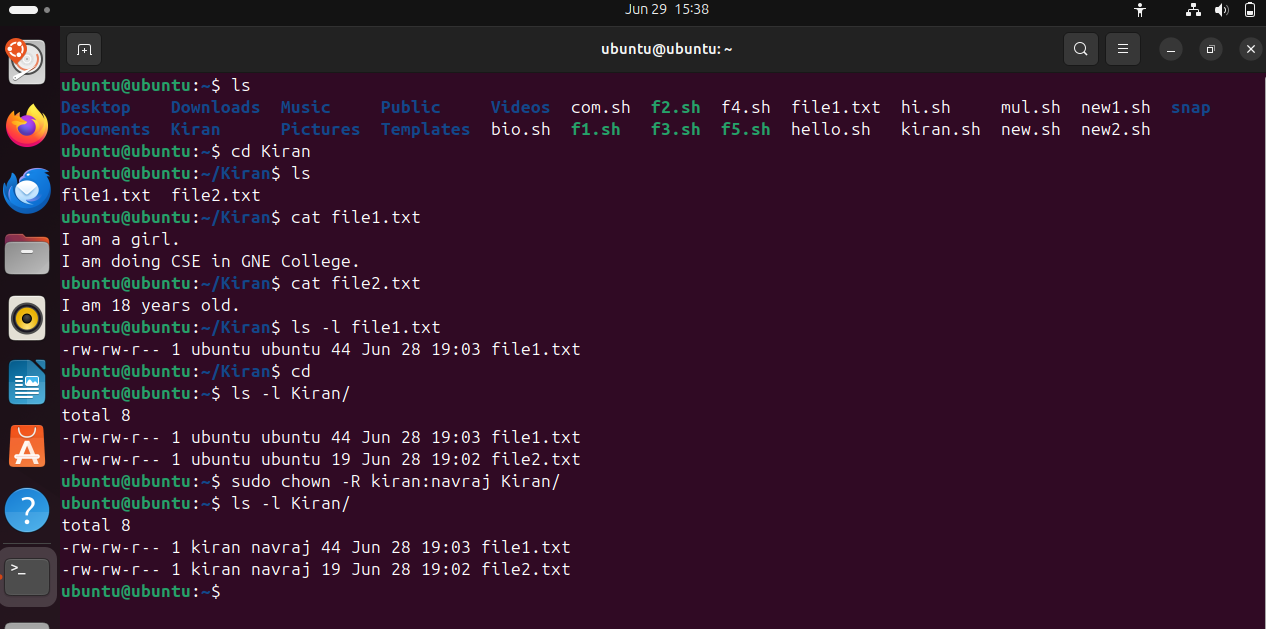 Jun 29 15:38
ubuntu@ubuntu: ~
ubuntu@ubuntu:~$ ls
Desktop Downloads Music Public Videos com.sh f2.sh f4.sh file1.txt hi.sh mul.sh new1.sh snap
Documents Kiran Pictures Templates bio.sh f1.sh f3.sh f5.sh hello.sh kiran.sh new.sh new2.sh
ubuntu@ubuntu:~$ cd Kiran
ubuntu@ubuntu:~/Kiran$ ls
file1.txt file2.txt
ubuntu@ubuntu:~/Kiran$ cat file1.txt
I am a girl.
I am doing CSE in GNE College.
ubuntu@ubuntu:~/Kiran$ cat file2.txt
I am 18 years old.
ubuntu@ubuntu:~/Kiran$ ls -l file1.txt
-rw-rw-r-- 1 ubuntu ubuntu 44 Jun 28 19:03 file1.txt
ubuntu@ubuntu:~/Kiran$ cd
ubuntu@ubuntu:~$ ls -l Kiran/
total 8
-rw-rw-r-- 1 ubuntu ubuntu 44 Jun 28 19:03 file1.txt
-rw-rw-r-- 1 ubuntu ubuntu 19 Jun 28 19:02 file2.txt
ubuntu@ubuntu:~$ sudo chown -R kiran:navraj Kiran/
ubuntu@ubuntu:~$ ls -l Kiran/
total 8
-rw-rw-r-- 1 kiran navraj 44 Jun 28 19:03 file1.txt
-rw-rw-r-- 1 kiran navraj 19 Jun 28 19:02 file2.txt
ubuntu@ubuntu:~$